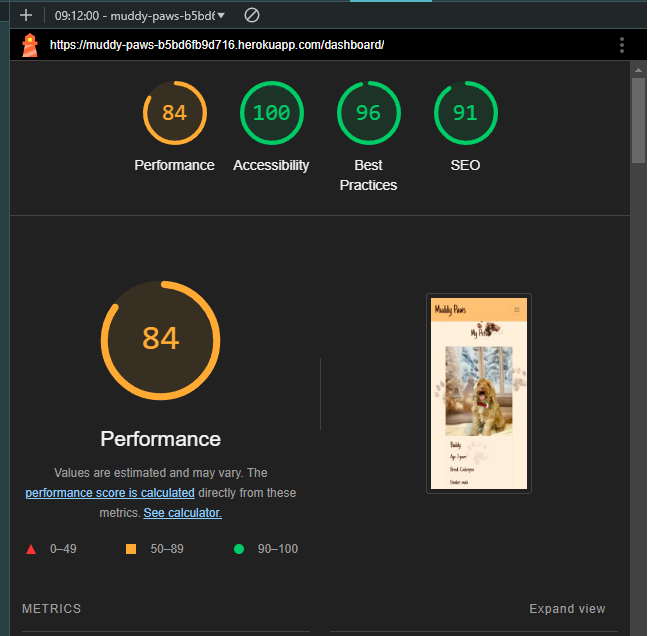 09:12:00 - muddy-paws-b5bd6
https://muddy-paws-b5bd6fb9d716.herokuapp.com/dashboard/
84
100
96
91
Performance
Accessibility
Best
Practices
SEO
84
Performance
Values are estimated and may vary. The
performance score is calculated directly from these
metrics. See calculator.
0–49
50–89
90–100
Muddy Paws
My Pets
Buddy
Age: 3 years
Breed: Cockerpoo
Gender: male
METRICS
Expand view